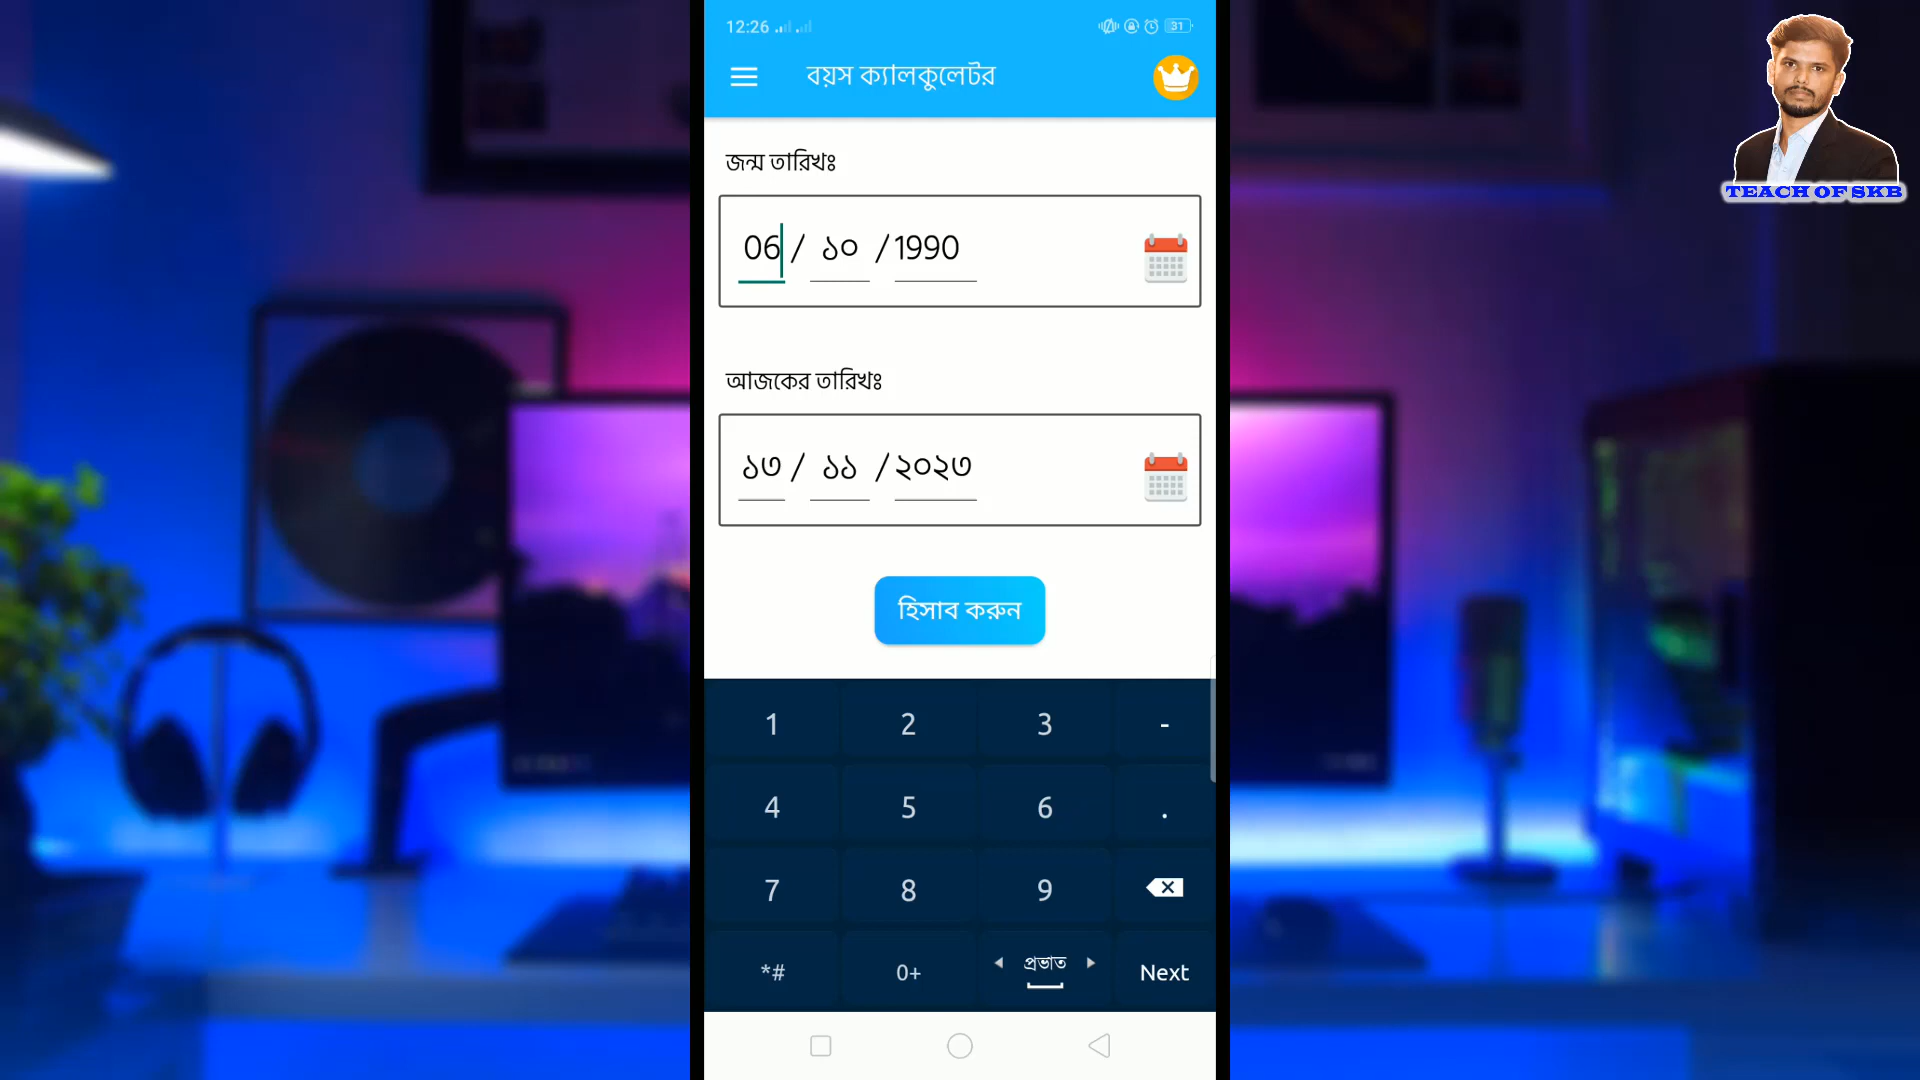 12:26 31
বয়স ক্যালকুলেটর
TEACH OF SKB
জন্ম তারিখঃ
06 / ১০ / 1990
আজকের তারিখঃ
১৩ / ১১ / ২০২৩
হিসাব করুন
1 2 3 -
4 5 6 .
7 8 9
*# 0+ প্রভাত Next